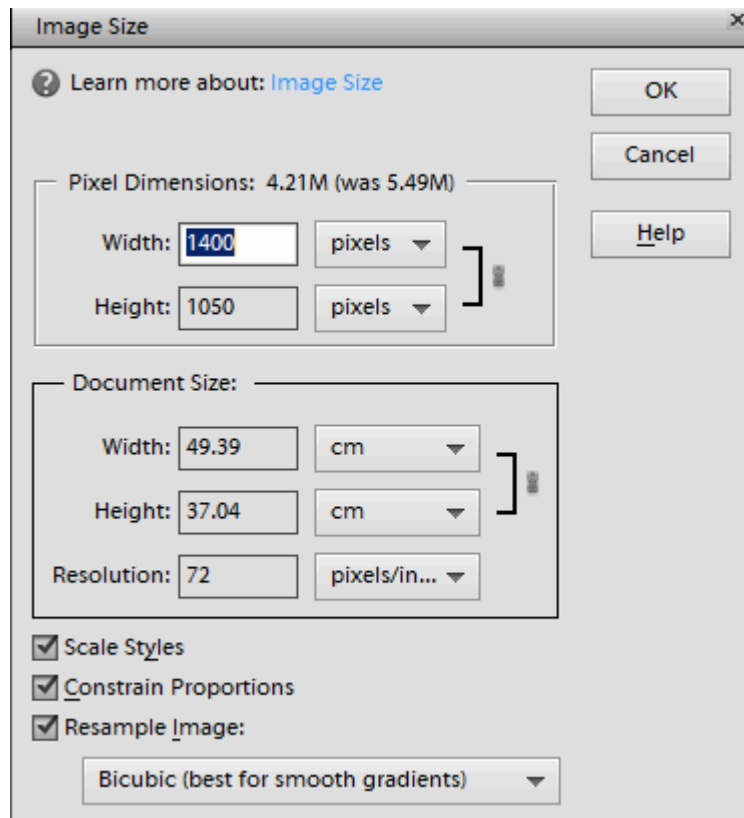 Image Size
Learn more about: Image Size
OK
Cancel
Help
Pixel Dimensions: 4.21M (was 5.49M)
Width: 1400 pixels
Height: 1050 pixels
Document Size:
Width: 49.39 cm
Height: 37.04 cm
Resolution: 72 pixels/in...
Scale Styles
Constrain Proportions
Resample Image:
Bicubic (best for smooth gradients)